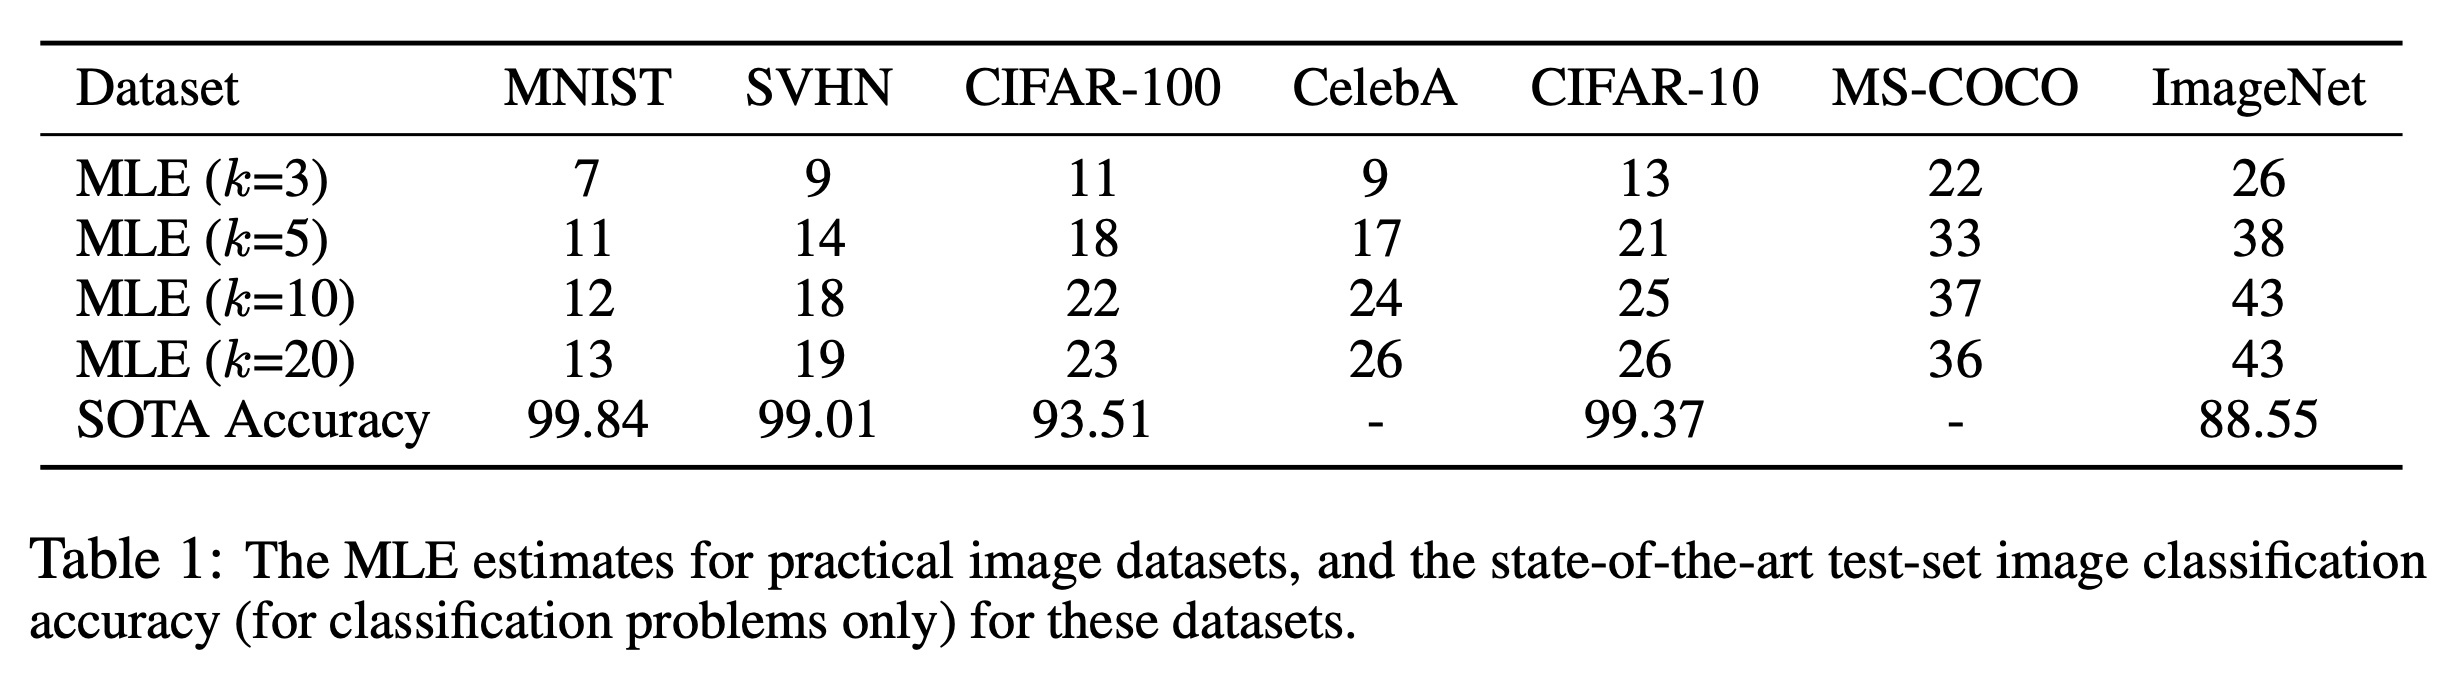 Dataset MNIST SVHN CIFAR-100 CelebA CIFAR-10 MS-COCO ImageNet
MLE (k=3) 7 9 11 9 13 22 26
MLE (k=5) 11 14 18 17 21 33 38
MLE (k=10) 12 18 22 24 25 37 43
MLE (k=20) 13 19 23 26 26 36 43
SOTA Accuracy 99.84 99.01 93.51 - 99.37 - 88.55
Table 1: The MLE estimates for practical image datasets, and the state-of-the-art test-set image classification
accuracy (for classification problems only) for these datasets.